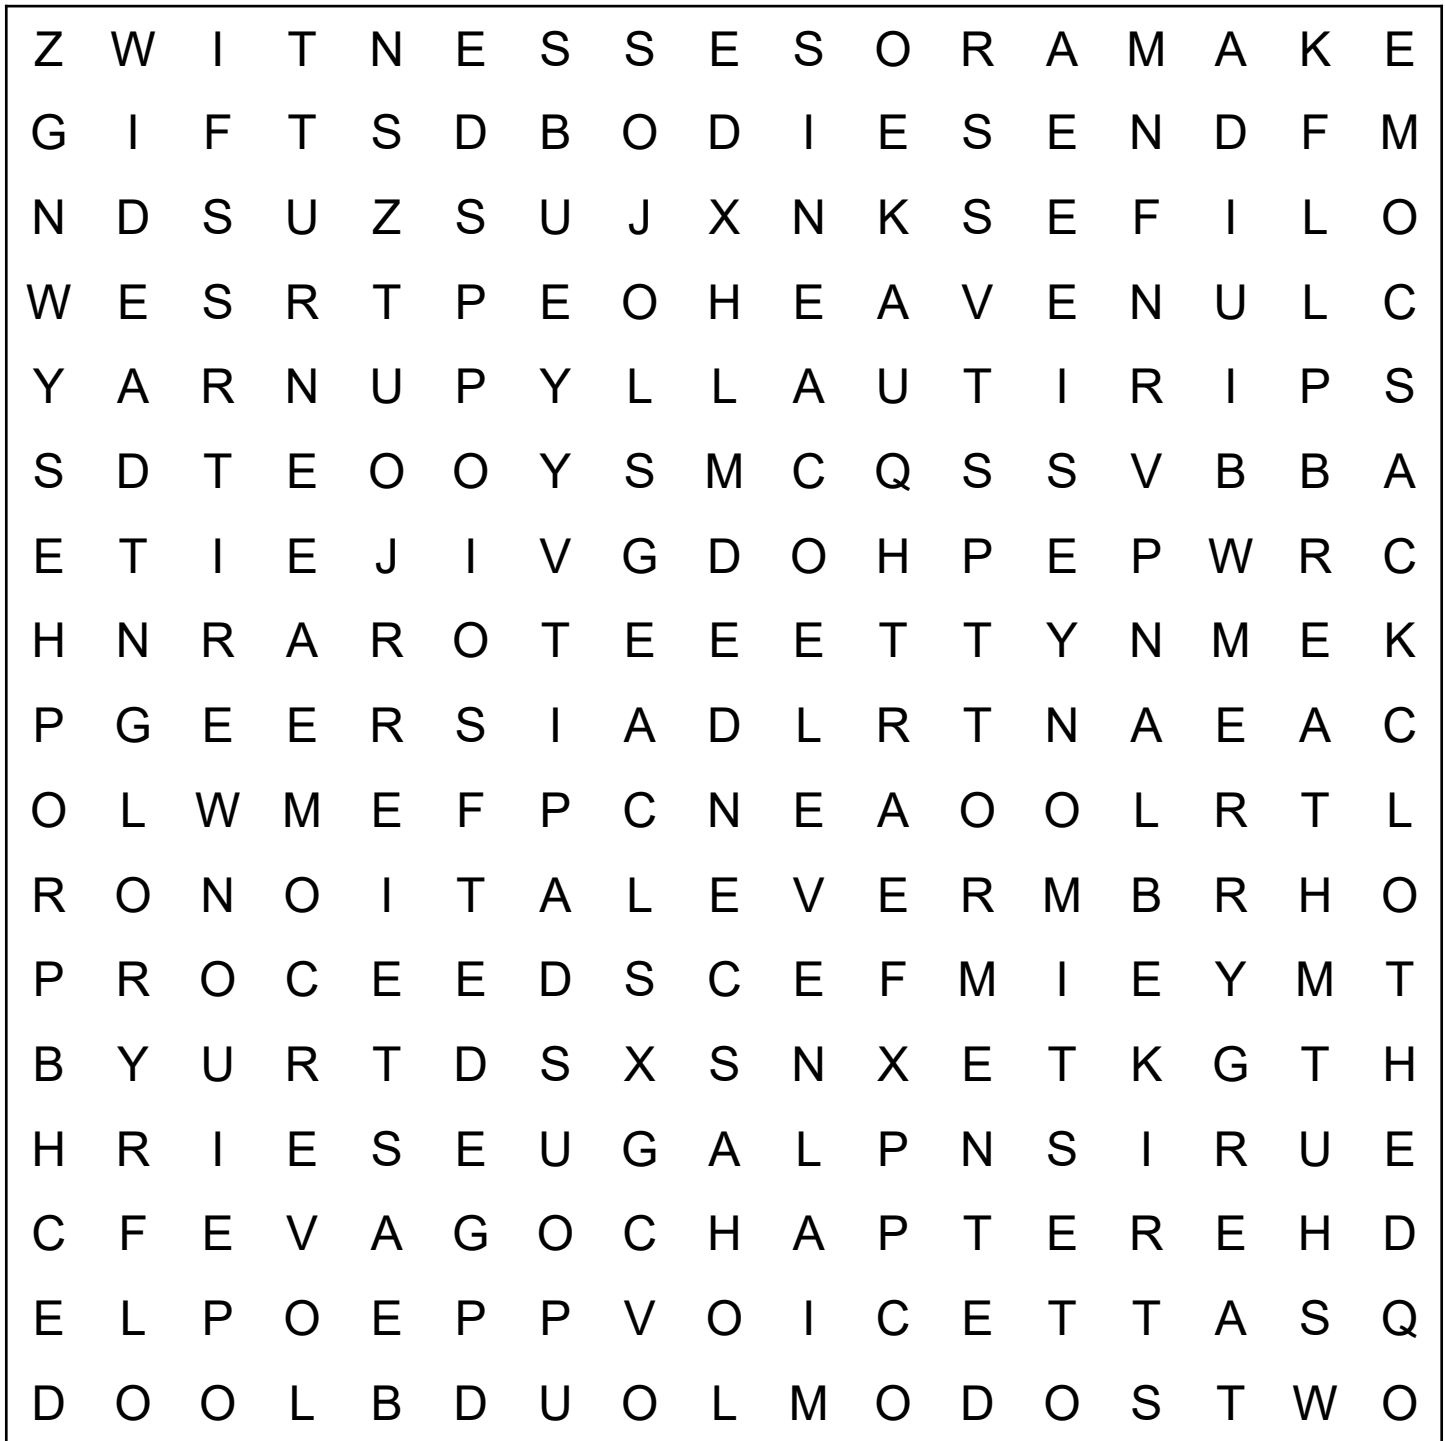 Z W I T N E S S E S O R A M A K E
G I F T S D B O D I E S E N D F M
N D S U Z S U J X N K S E F I L O
W E S R T P E O H E A V E N U L C
Y A R N U P Y L L A U T I R I P S
S D T E O O Y S M C Q S S V B B A
E T I E J I V G D O H P E P W R C
H N R A R O T E E E T T Y N M E K
P G E E R S I A D L R T N A E A C
O L W M E F P C N E A O O L R T L
R O N O I T A L E V E R M B R H O
P R O C E E D S C E F M I E Y M T
B Y U R T D S X S N X E T K G T H
H R I E S E U G A L P N S I R U E
C F E V A G O C H A P T E R E H D
E L P O E P P V O I C E T T A S Q
D O O L B D U O L M O D O S T W O